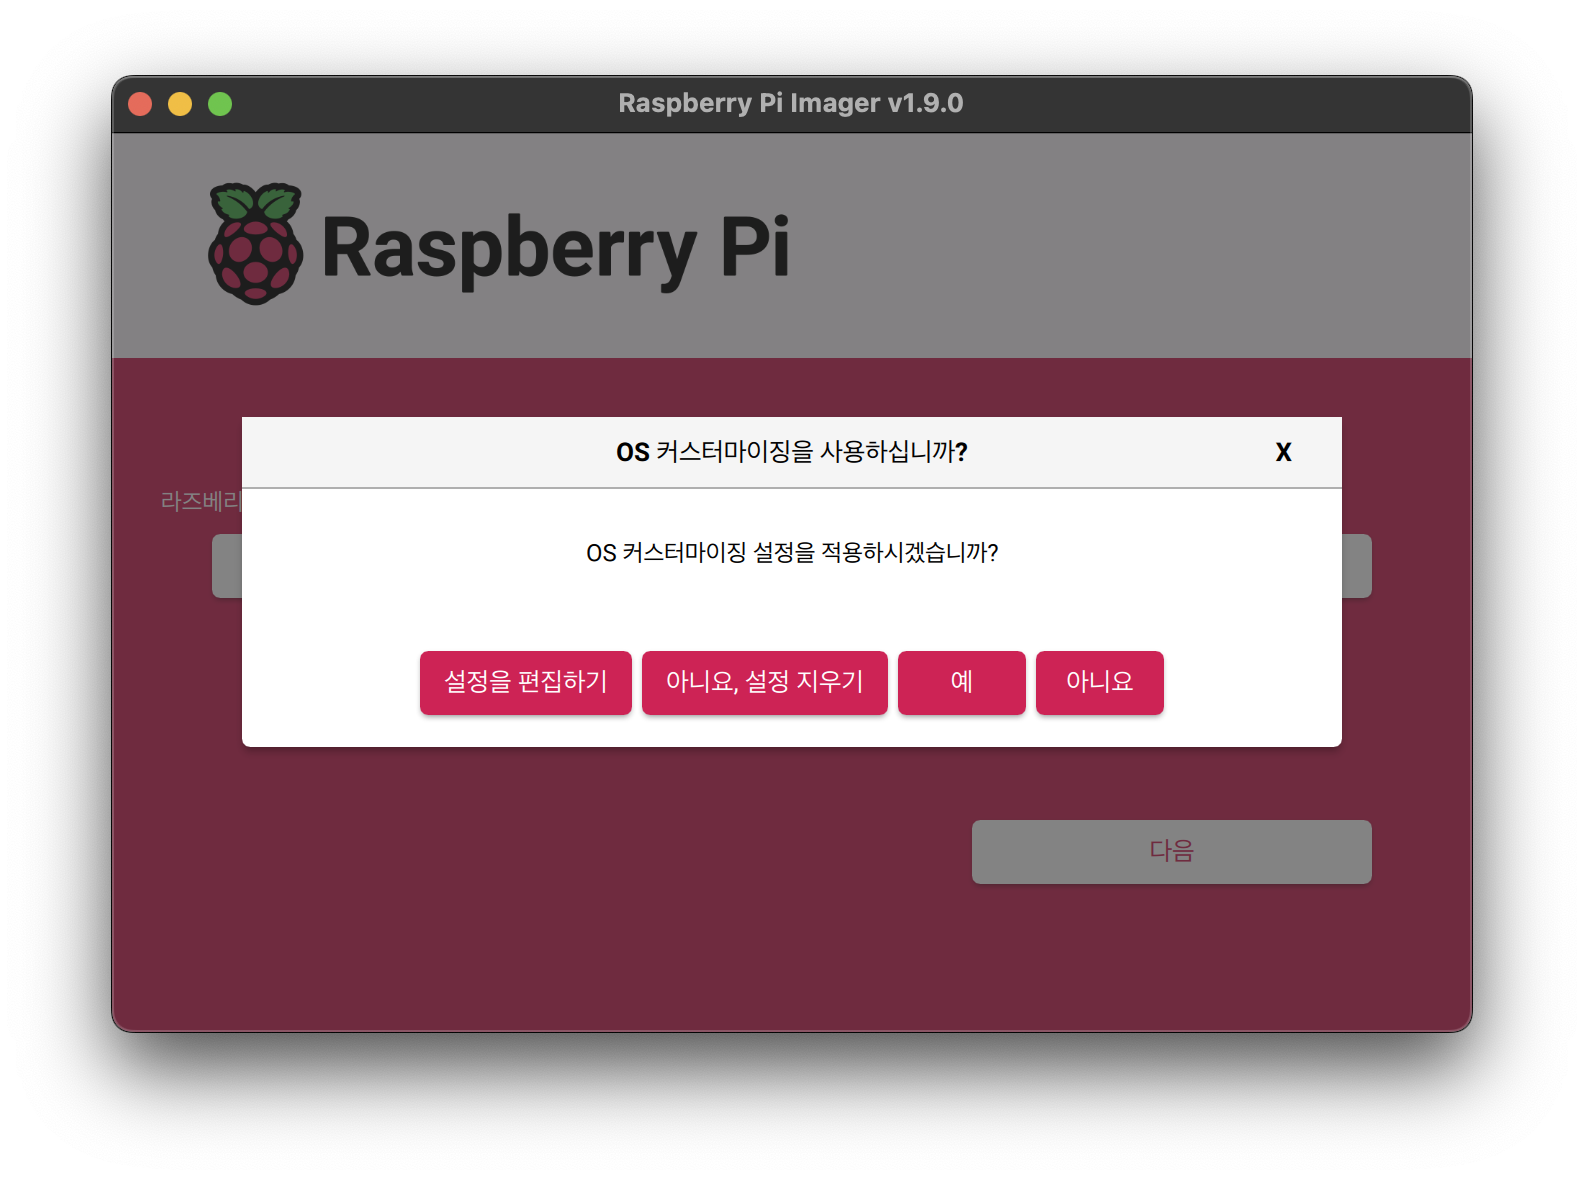 Raspberry Pi Imager v1.9.0
Raspberry Pi
OS 커스터마이징을 사용하십니까?
X
라즈베리
OS 커스터마이징 설정을 적용하시겠습니까?
설정을 편집하기
아니요, 설정 지우기
예
아니요
다음